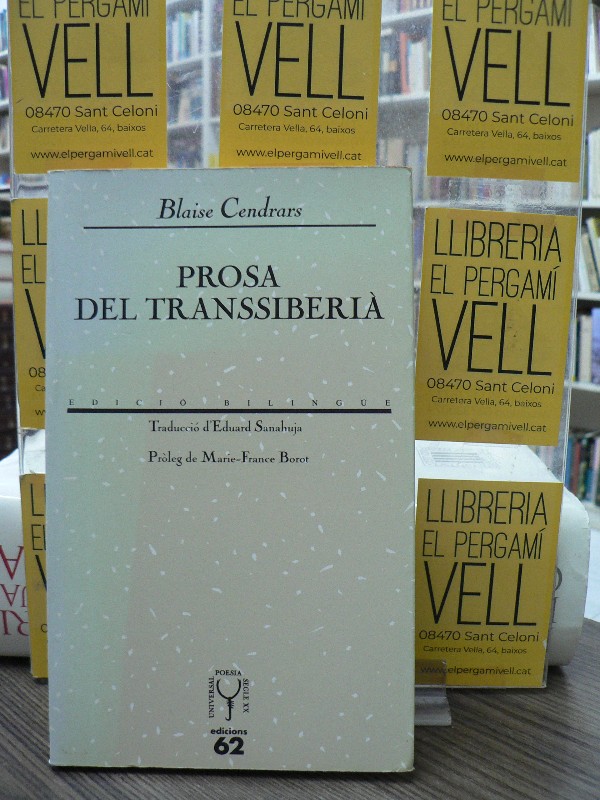 EL PERGAMÍ
VELL
08470 Sant Celoni
Carretera Vella, 64, baixos
www.elpergamivell.cat
EL PERGAMÍ
VELL
08470 Sant Celoni
Carretera Vella, 64, baixos
www.elpergamivell.cat
EL PERGAMÍ
VELL
08470 Sant Celoni
Carretera Vella, 64, baixos
www.elpergamivell.cat
Blaise Cendrars
PROSA
DEL TRANSSIBERIÀ
EDICIÓ BILINGÜE
Traducció d'Eduard Sanahuja
Pròleg de Marie-France Borot
UNIVERSAL
POESIA
SEGLE XX
edicions
62
LLIBRERIA
EL PERGAMÍ
VELL
08470 Sant Celoni
Carretera Vella, 64, baixos
www.elpergamivell.cat
LLIBRERIA
EL PERGAMÍ
VELL
08470 Sant Celoni
Carretera Vella, 64, baixos
www.elpergamivell.cat